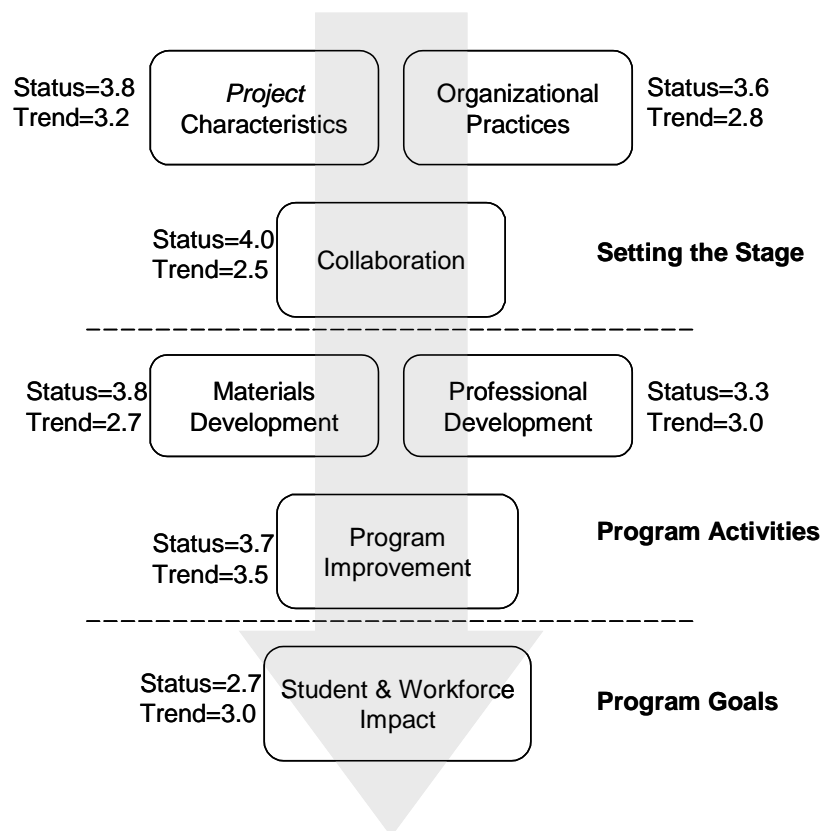 Status=3.8
Trend=3.2
Project
Characteristics
Organizational
Practices
Status=3.6
Trend=2.8
Status=4.0
Trend=2.5
Collaboration
Setting the Stage
Status=3.8
Trend=2.7
Materials
Development
Professional
Development
Status=3.3
Trend=3.0
Status=3.7
Trend=3.5
Program
Improvement
Program Activities
Status=2.7
Trend=3.0
Student & Workforce
Impact
Program Goals